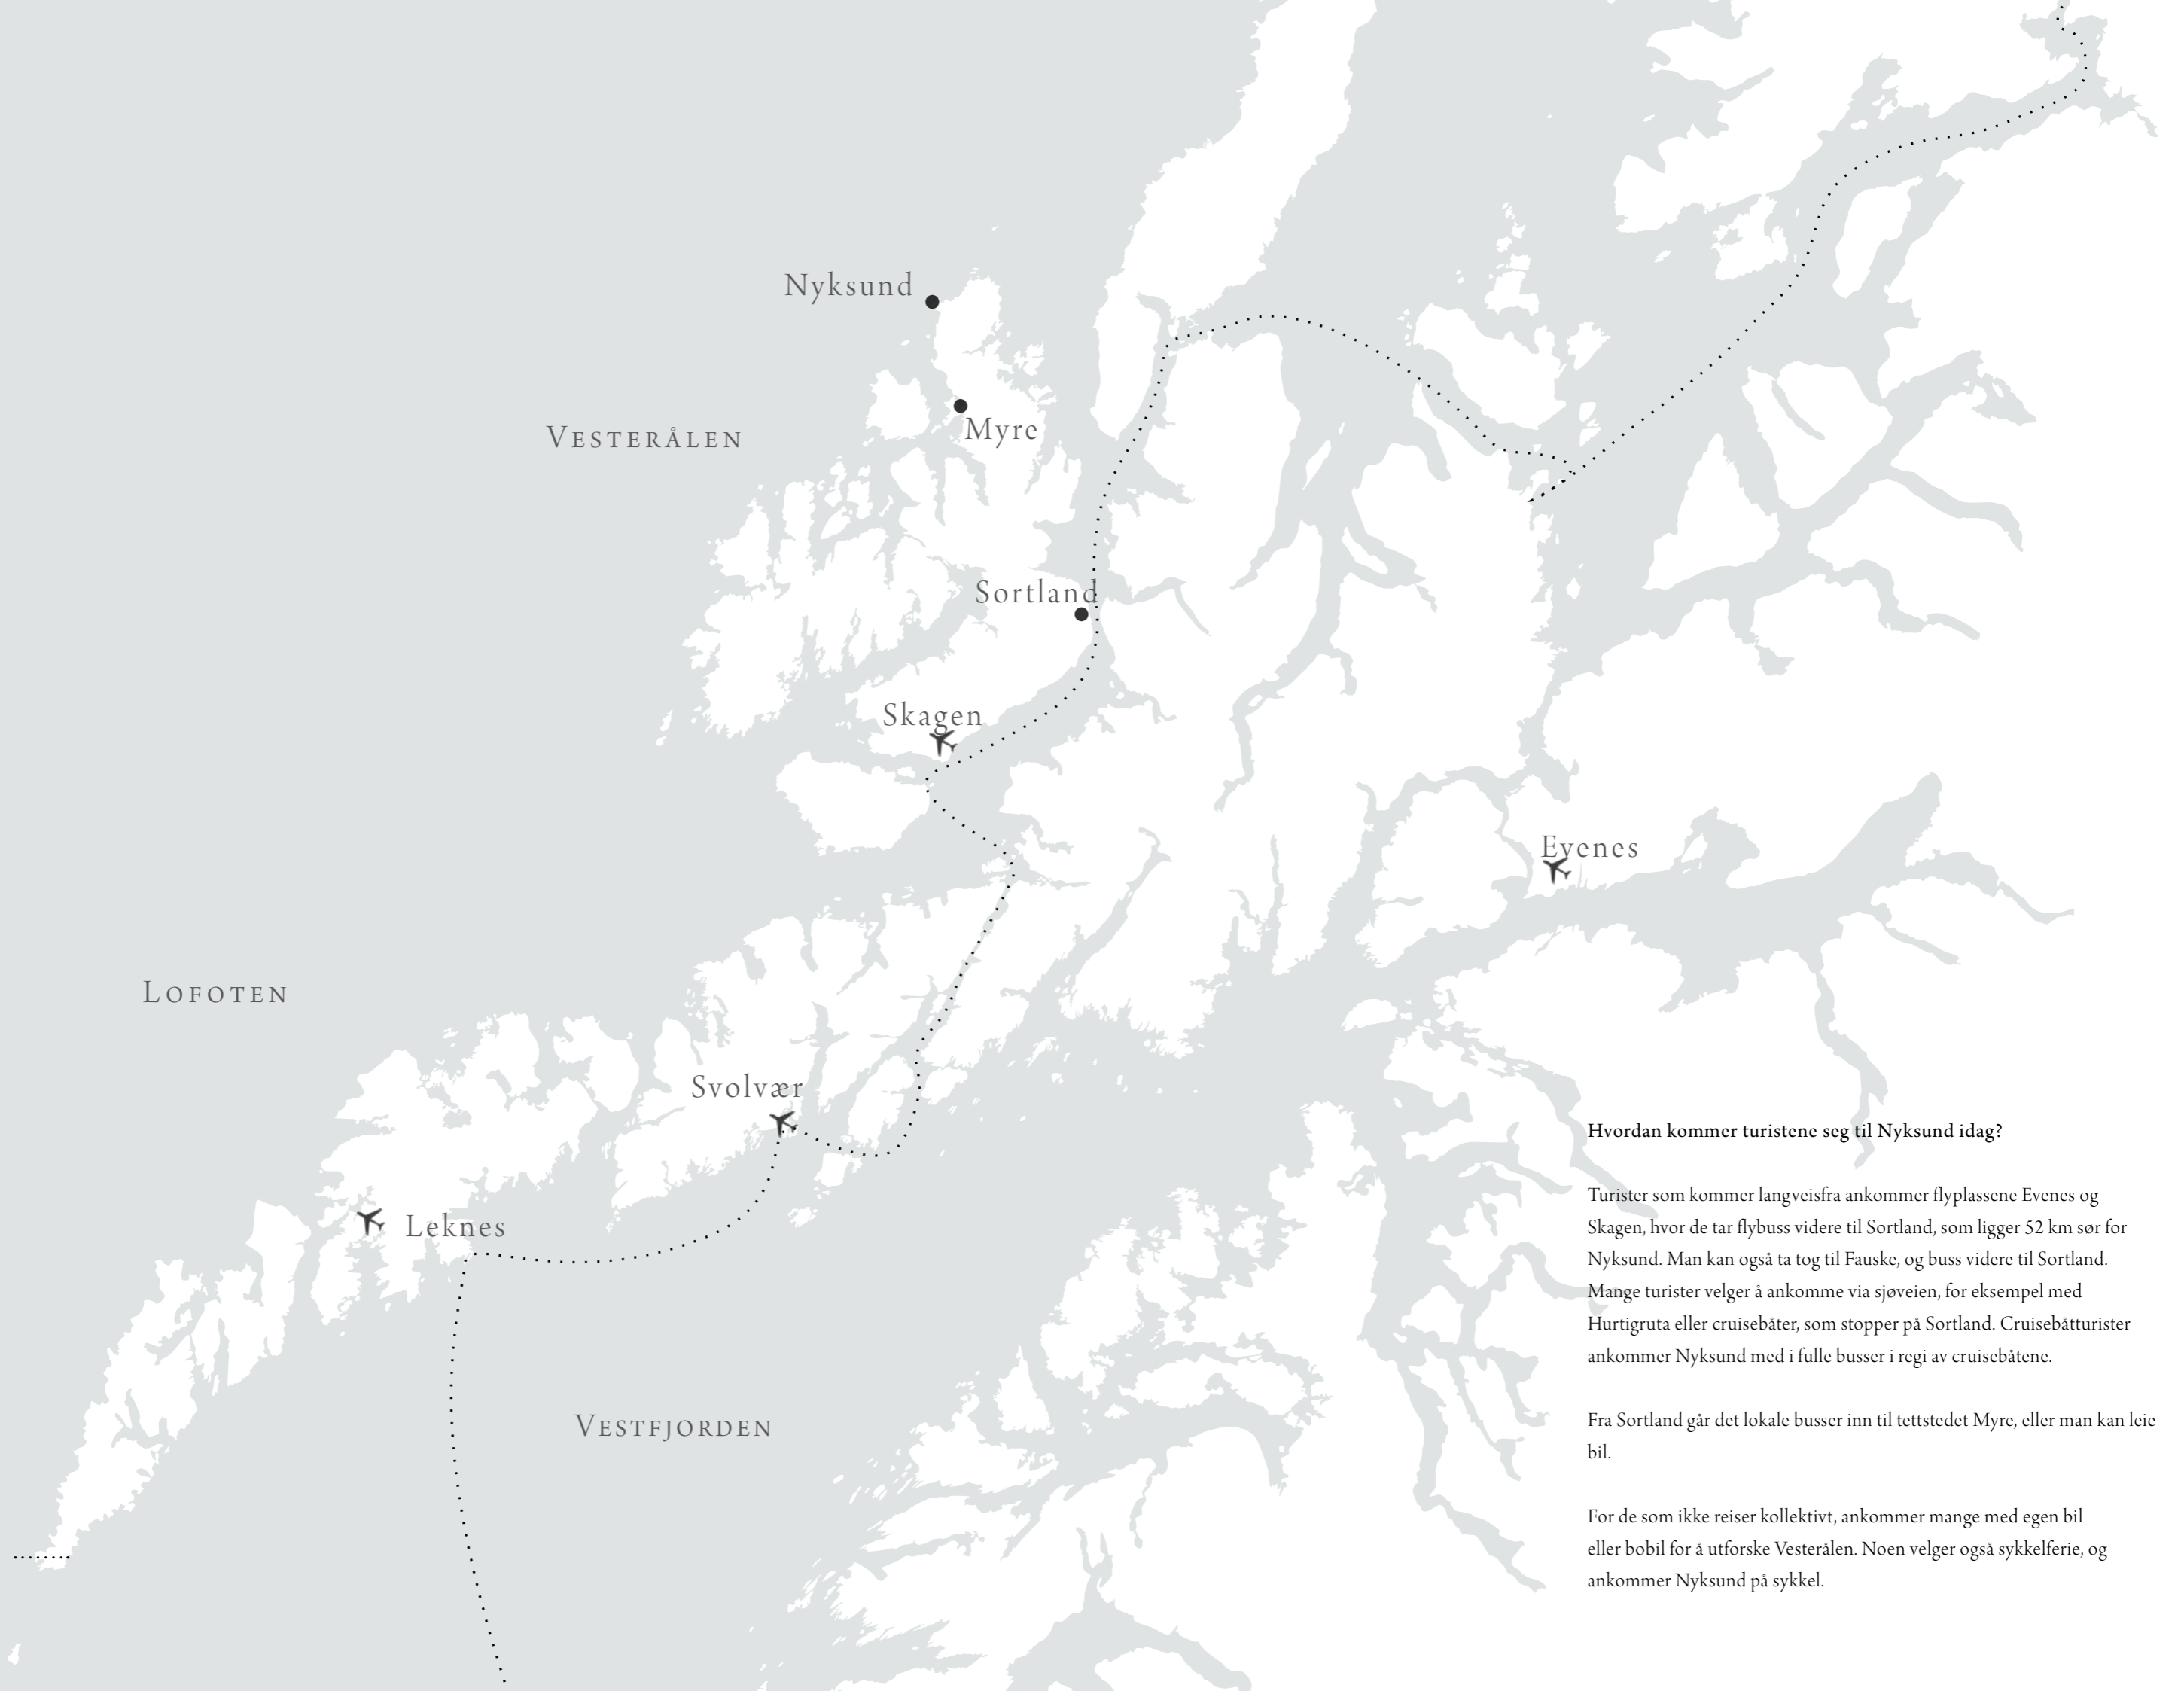 Nyksund
Myre
VESTERÅLEN
Sortland
Skagen
Evenes
LOFOTEN
Svolvær
Leknes
VESTFJORDEN
Hvordan kommer turistene seg til Nyksund idag?
Turister som kommer langveisfra ankommer flyplassene Evenes og
Skagen, hvor de tar flybuss videre til Sortland, som ligger 52 km sør for
Nyksund. Man kan også ta tog til Fauske, og buss videre til Sortland.
Mange turister velger å ankomme via sjøveien, for eksempel med
Hurtigruta eller cruisebåter, som stopper på Sortland. Cruisebåtturister
ankommer Nyksund med i fulle busser i regi av cruisebåtene.
Fra Sortland går det lokale busser inn til tettstedet Myre, eller man kan leie
bil.
For de som ikke reiser kollektivt, ankommer mange med egen bil
eller bobil for å utforske Vesterålen. Noen velger også sykkelferie, og
ankommer Nyksund på sykkel.